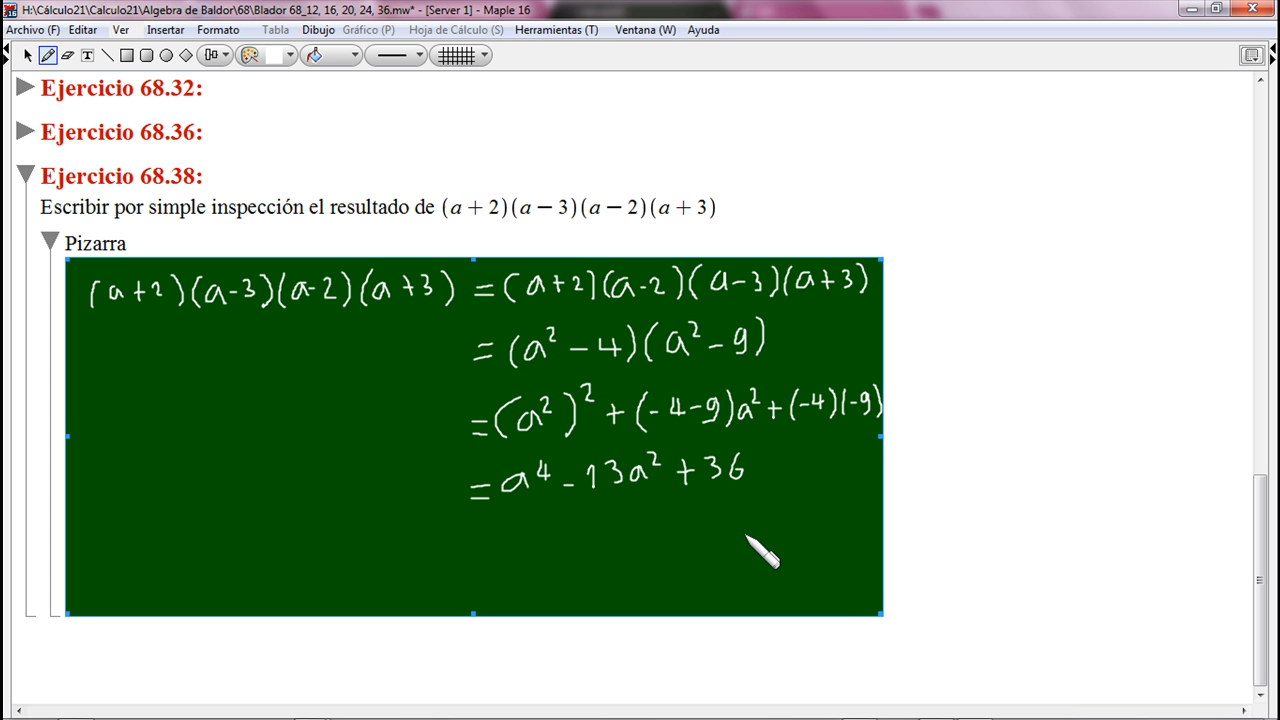 H:\Cálculo21\Calculo21\Algebra de Baldor\68\Blador 68_12, 16, 20, 24, 36.mw* - [Server 1] - Maple 16
Archivo (F) Editar Ver Insertar Formato Tabla Dibujo Gráfico (P) Hoja de Cálculo (S) Herramientas (T) Ventana (W) Ayuda
Ejercicio 68.32:
Ejercicio 68.36:
Ejercicio 68.38:
Escribir por simple inspección el resultado de (a + 2)(a − 3)(a − 2)(a + 3)
Pizarra
(a+2)(a-3)(a-2)(a+3) = (a+2)(a-2)(a-3)(a+3)
= (a² - 4)(a² - 9)
= (a²)² + (-4-9)a² + (-4)(-9)
= a⁴ - 13a² + 36